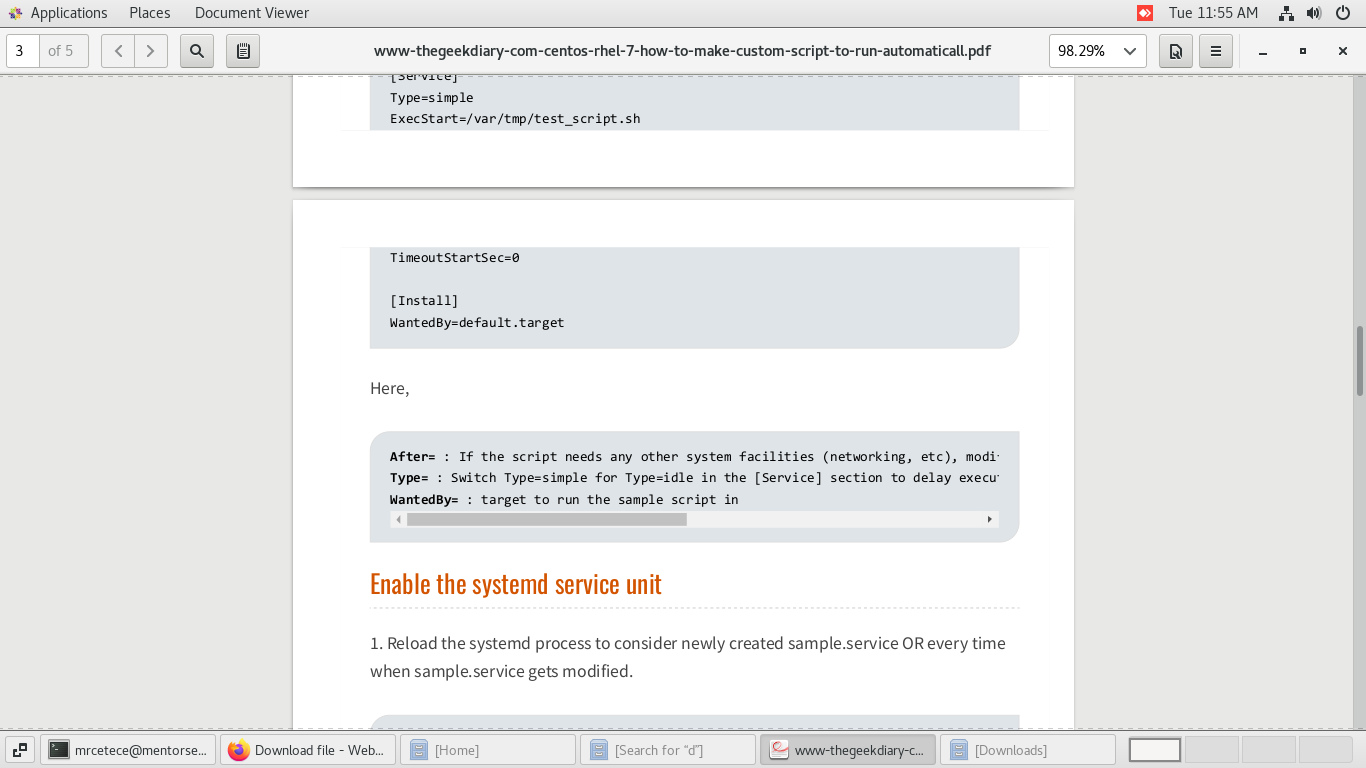 Applications Places Document Viewer Tue 11:55 AM
3 of 5 www-thegeekdiary-com-centos-rhel-7-how-to-make-custom-script-to-run-automaticall.pdf 98.29%
[Service]
Type=simple
ExecStart=/var/tmp/test_script.sh
TimeoutStartSec=0
[Install]
WantedBy=default.target
Here,
After= : If the script needs any other system facilities (networking, etc), modi
Type= : Switch Type=simple for Type=idle in the [Service] section to delay execu
WantedBy= : target to run the sample script in
Enable the systemd service unit
1. Reload the systemd process to consider newly created sample.service OR every time
when sample.service gets modified.
mrcetece@mentorse... Download file - Web... [Home] [Search for “d”] www-thegeekdiary-c... [Downloads]